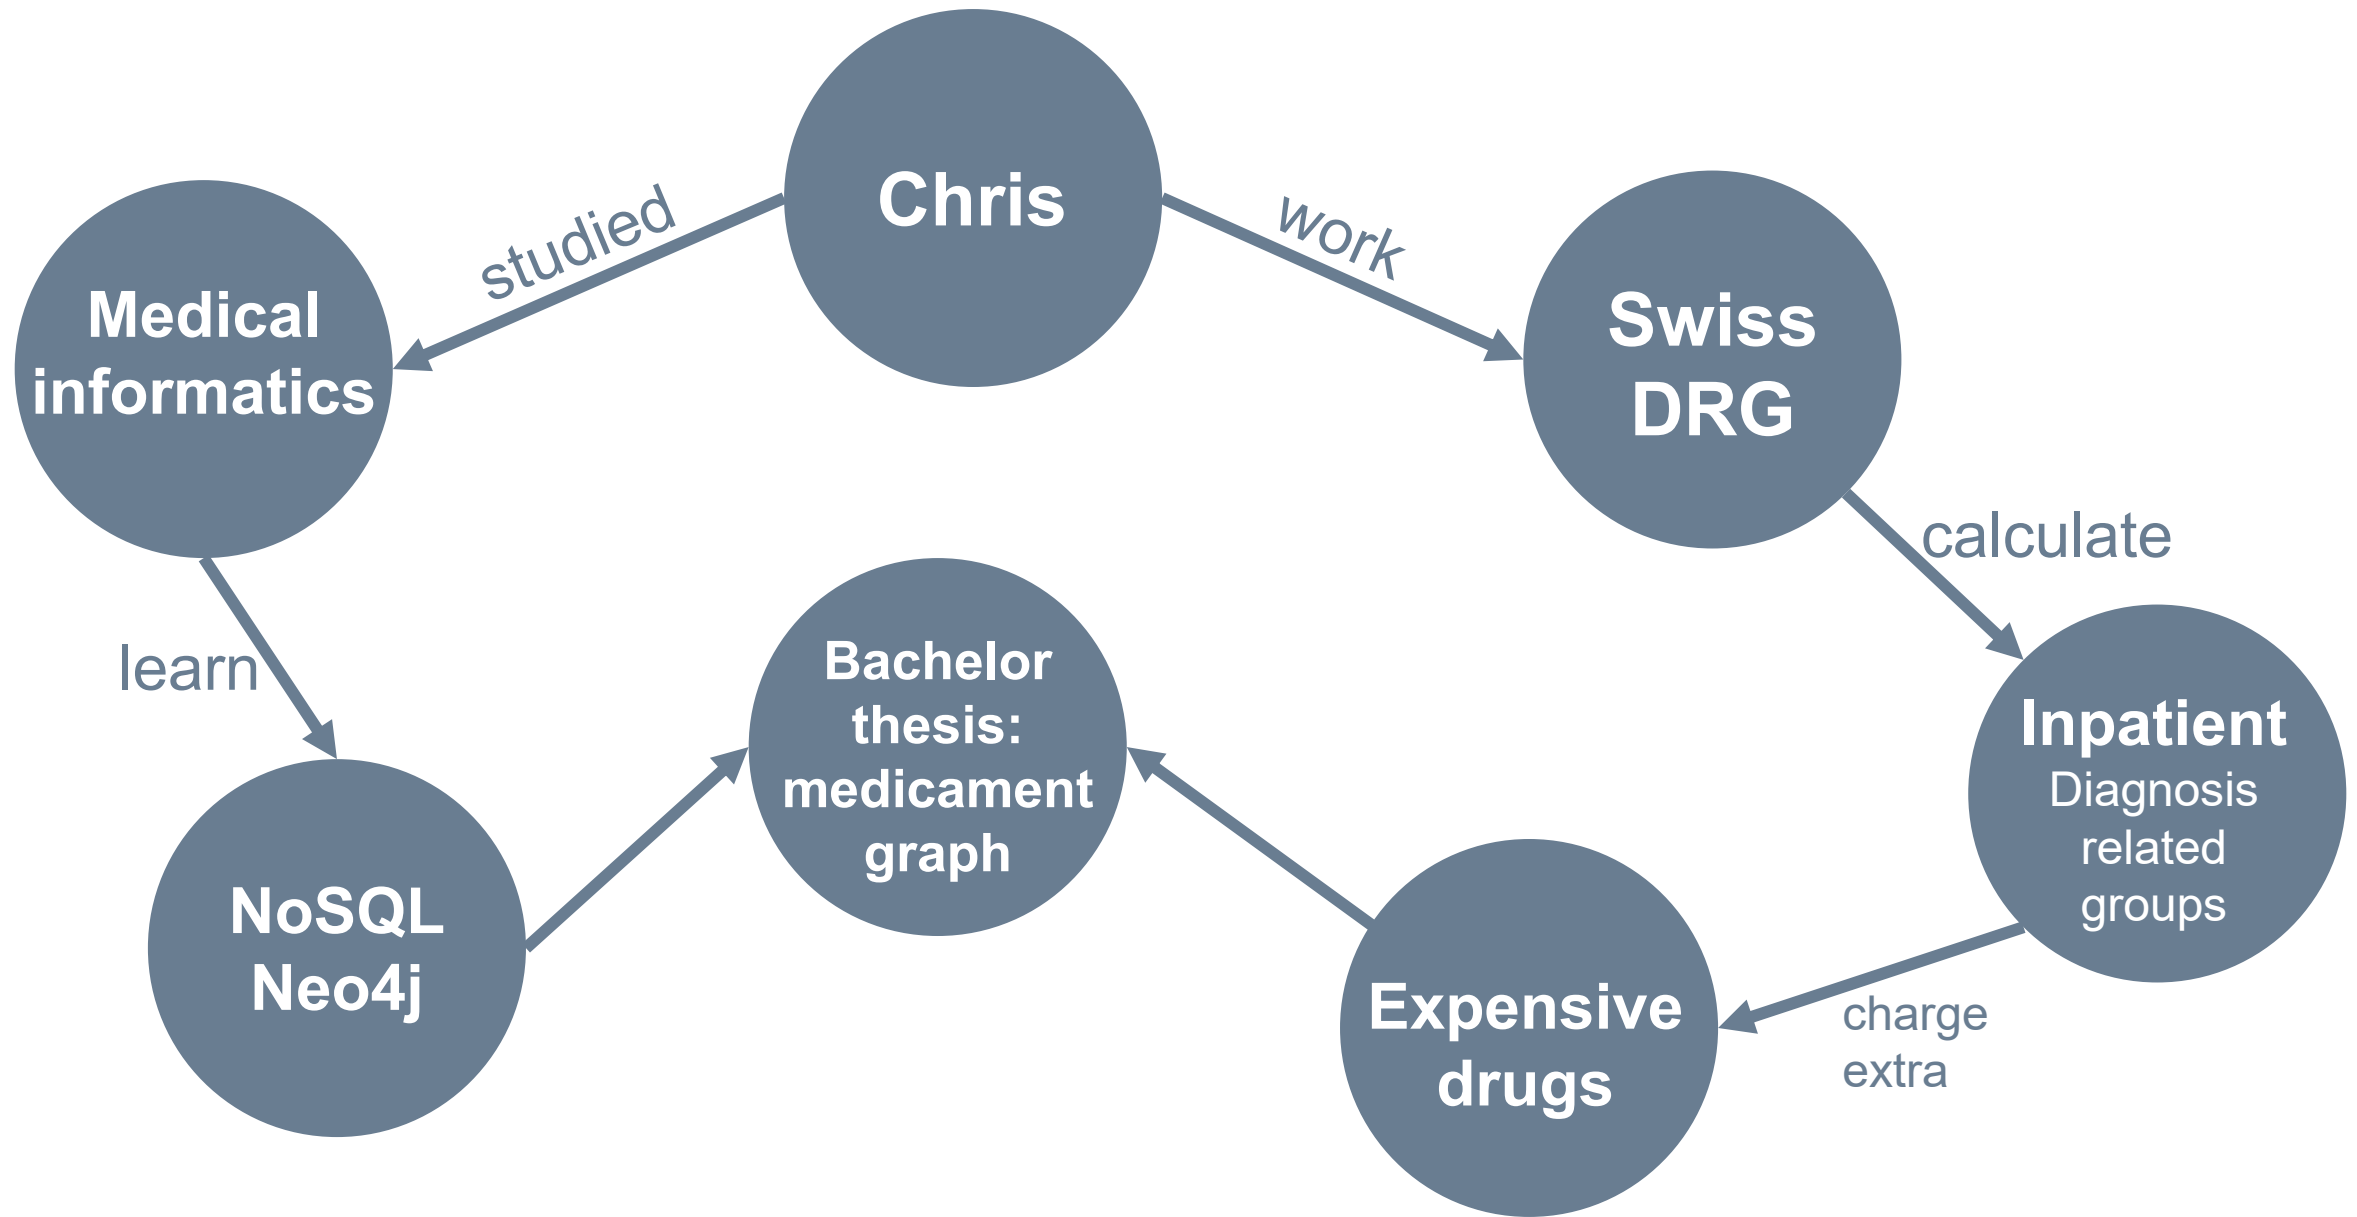 Chris
studied
work
Medical
informatics
Swiss
DRG
calculate
learn
Bachelor
thesis:
medicament
graph
Inpatient
Diagnosis
related
groups
NoSQL
Neo4j
Expensive
drugs
charge
extra